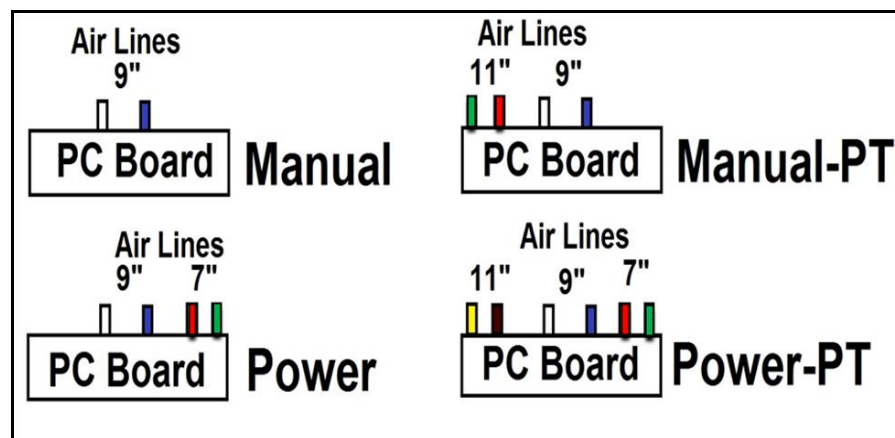 Air Lines
9"
PC Board
Manual
Air Lines
11" 9"
PC Board
Manual-PT
Air Lines
9" 7"
PC Board
Power
Air Lines
11" 9" 7"
PC Board
Power-PT